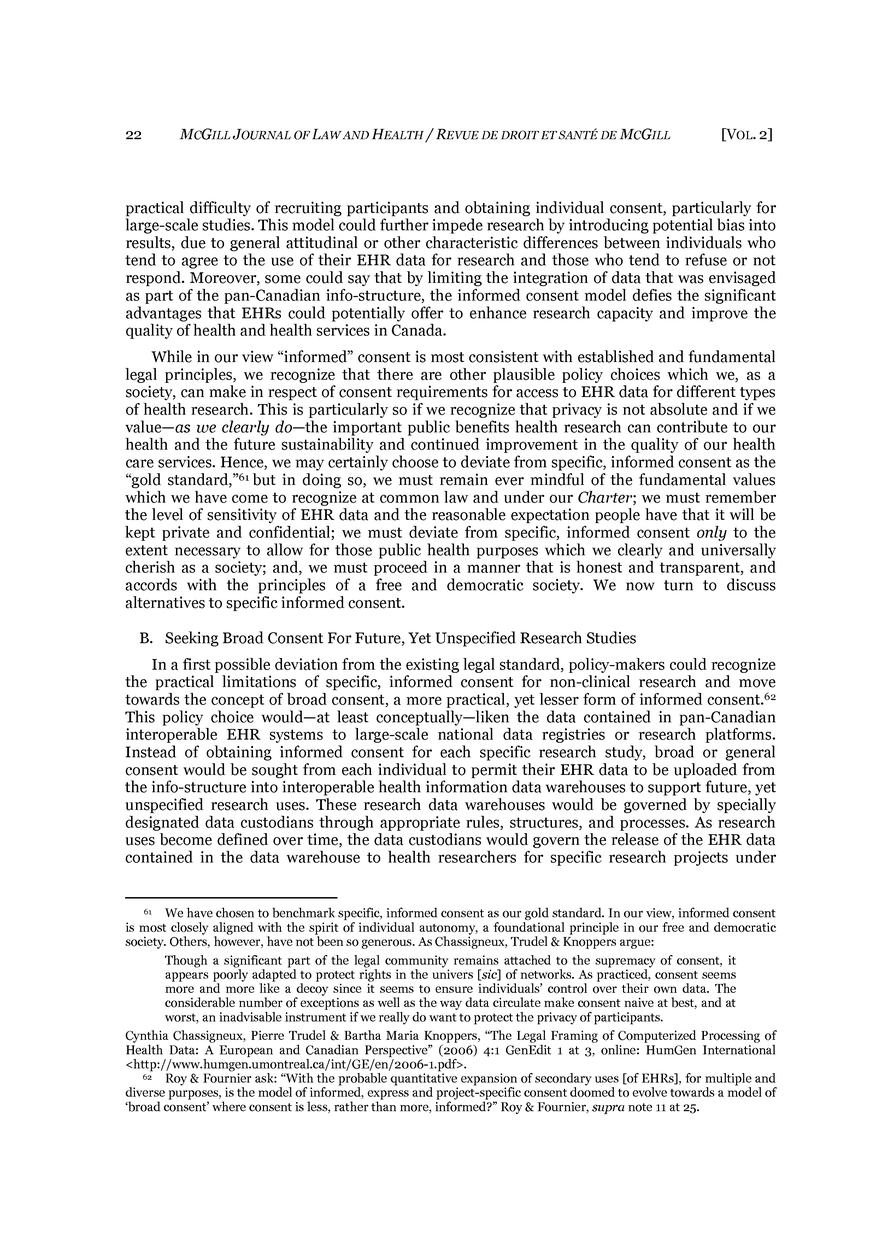 22 MCGILL JOURNAL OF LAW AND HEALTH / REVUE DE DROIT ET SANTÉ DE MCGILL [VOL. 2]
practical difficulty of recruiting participants and obtaining individual consent, particularly for
large-scale studies. This model could further impede research by introducing potential bias into
results, due to general attitudinal or other characteristic differences between individuals who
tend to agree to the use of their EHR data for research and those who tend to refuse or not
respond. Moreover, some could say that by limiting the integration of data that was envisaged
as part of the pan-Canadian info-structure, the informed consent model defies the significant
advantages that EHRs could potentially offer to enhance research capacity and improve the
quality of health and health services in Canada.
While in our view “informed” consent is most consistent with established and fundamental
legal principles, we recognize that there are other plausible policy choices which we, as a
society, can make in respect of consent requirements for access to EHR data for different types
of health research. This is particularly so if we recognize that privacy is not absolute and if we
value—as we clearly do—the important public benefits health research can contribute to our
health and the future sustainability and continued improvement in the quality of our health
care services. Hence, we may certainly choose to deviate from specific, informed consent as the
“gold standard,”61 but in doing so, we must remain ever mindful of the fundamental values
which we have come to recognize at common law and under our Charter; we must remember
the level of sensitivity of EHR data and the reasonable expectation people have that it will be
kept private and confidential; we must deviate from specific, informed consent only to the
extent necessary to allow for those public health purposes which we clearly and universally
cherish as a society; and, we must proceed in a manner that is honest and transparent, and
accords with the principles of a free and democratic society. We now turn to discuss
alternatives to specific informed consent.
B. Seeking Broad Consent For Future, Yet Unspecified Research Studies
In a first possible deviation from the existing legal standard, policy-makers could recognize
the practical limitations of specific, informed consent for non-clinical research and move
towards the concept of broad consent, a more practical, yet lesser form of informed consent.62
This policy choice would—at least conceptually—liken the data contained in pan-Canadian
interoperable EHR systems to large-scale national data registries or research platforms.
Instead of obtaining informed consent for each specific research study, broad or general
consent would be sought from each individual to permit their EHR data to be uploaded from
the info-structure into interoperable health information data warehouses to support future, yet
unspecified research uses. These research data warehouses would be governed by specially
designated data custodians through appropriate rules, structures, and processes. As research
uses become defined over time, the data custodians would govern the release of the EHR data
contained in the data warehouse to health researchers for specific research projects under
61 We have chosen to benchmark specific, informed consent as our gold standard. In our view, informed consent
is most closely aligned with the spirit of individual autonomy, a foundational principle in our free and democratic
society. Others, however, have not been so generous. As Chassigneux, Trudel & Knoppers argue:
Though a significant part of the legal community remains attached to the supremacy of consent, it
appears poorly adapted to protect rights in the univers [sic] of networks. As practiced, consent seems
more and more like a decoy since it seems to ensure individuals’ control over their own data. The
considerable number of exceptions as well as the way data circulate make consent naive at best, and at
worst, an inadvisable instrument if we really do want to protect the privacy of participants.
Cynthia Chassigneux, Pierre Trudel & Bartha Maria Knoppers, “The Legal Framing of Computerized Processing of
Health Data: A European and Canadian Perspective” (2006) 4:1 GenEdit 1 at 3, online: HumGen International
<http://www.humgen.umontreal.ca/int/GE/en/2006-1.pdf>.
62 Roy & Fournier ask: “With the probable quantitative expansion of secondary uses [of EHRs], for multiple and
diverse purposes, is the model of informed, express and project-specific consent doomed to evolve towards a model of
‘broad consent’ where consent is less, rather than more, informed?” Roy & Fournier, supra note 11 at 25.